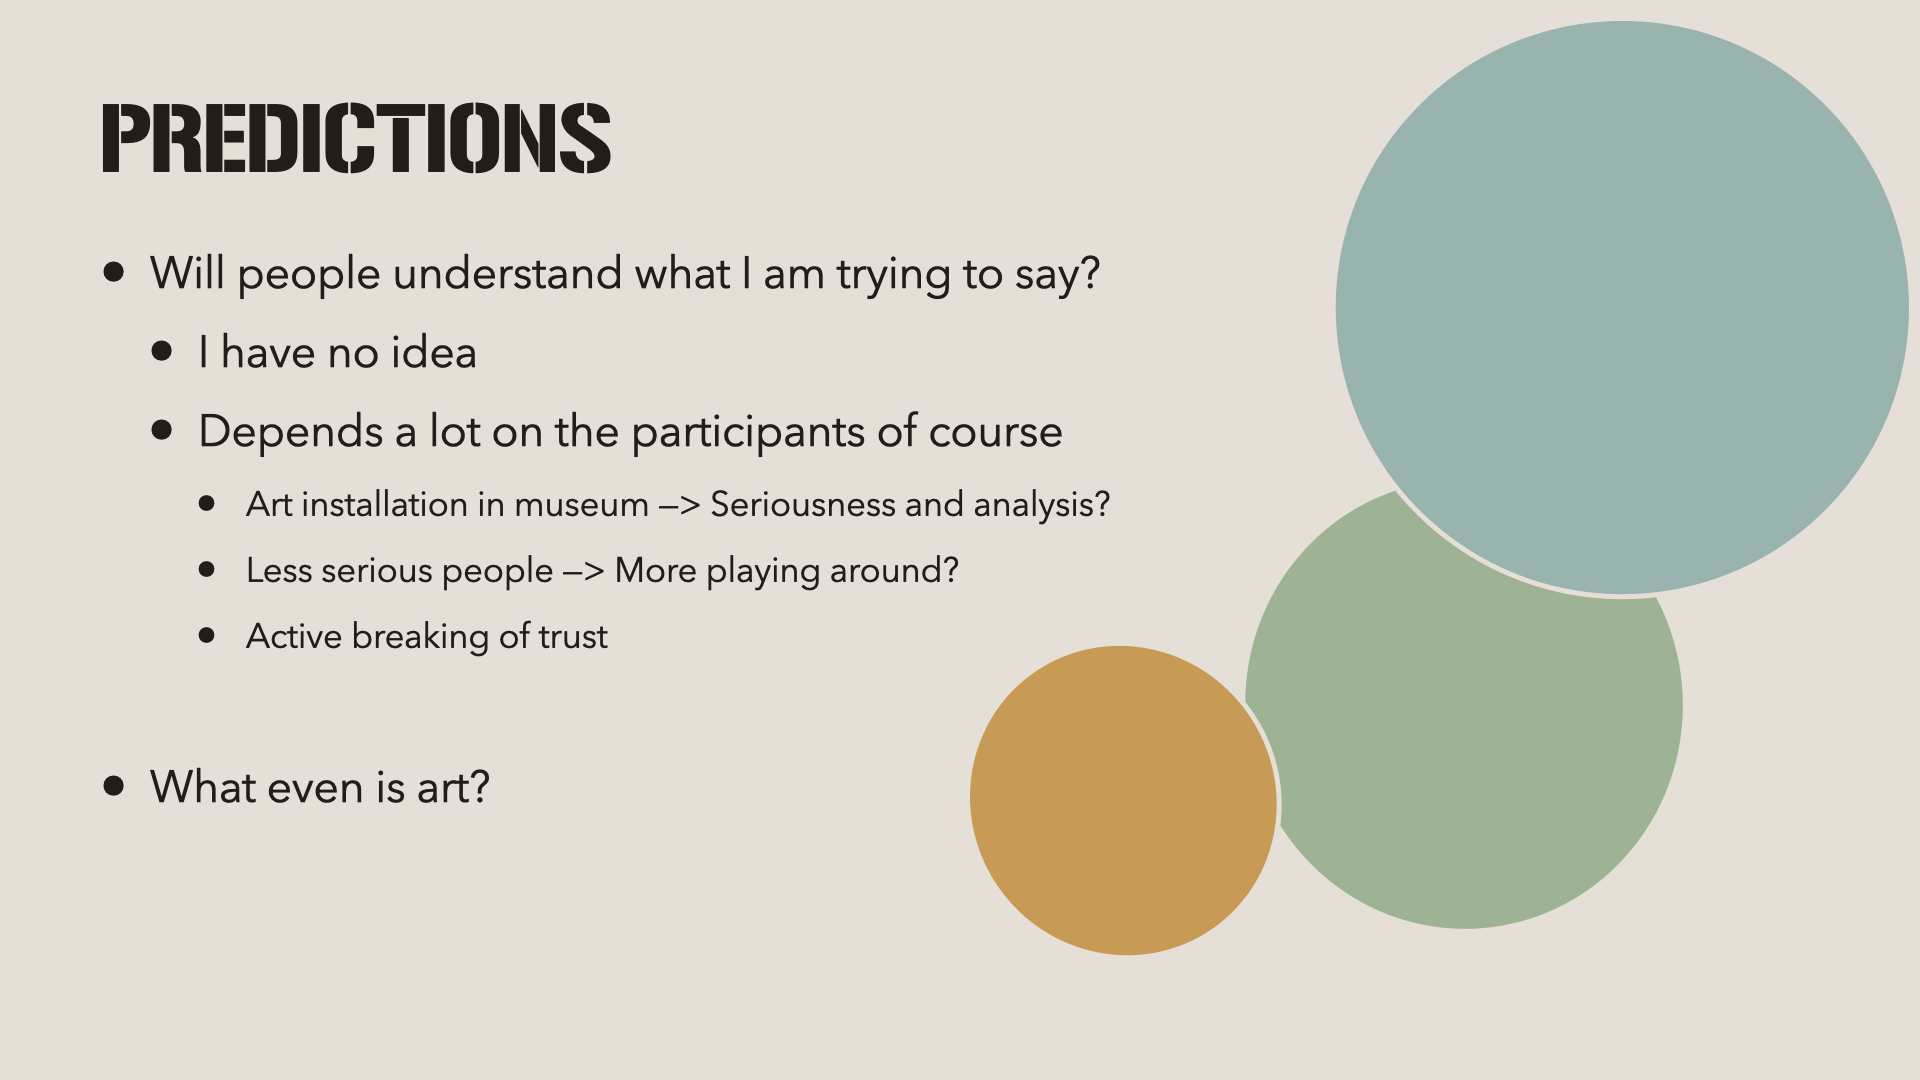 PREDICTIONS
• Will people understand what I am trying to say?
• I have no idea
• Depends a lot on the participants of course
• Art installation in museum —> Seriousness and analysis?
• Less serious people —> More playing around?
• Active breaking of trust
• What even is art?